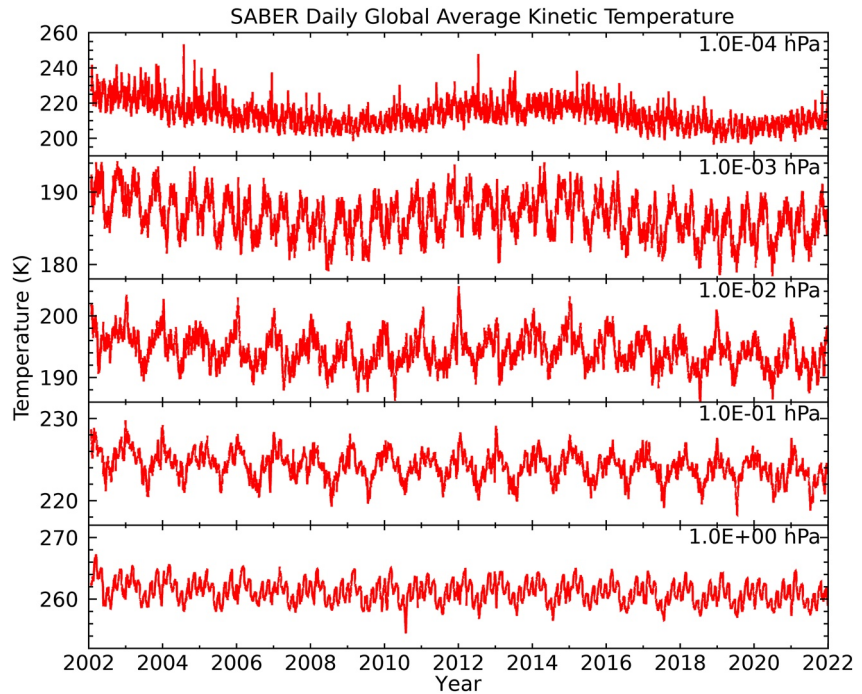 SABER Daily Global Average Kinetic Temperature
260
1.0E-04 hPa
240
220
200
1.0E-03 hPa
190
180
1.0E-02 hPa
200
190
230
1.0E-01 hPa
220
270
1.0E+00 hPa
260
Temperature (K)
2002 2004 2006 2008 2010 2012 2014 2016 2018 2020 2022
Year